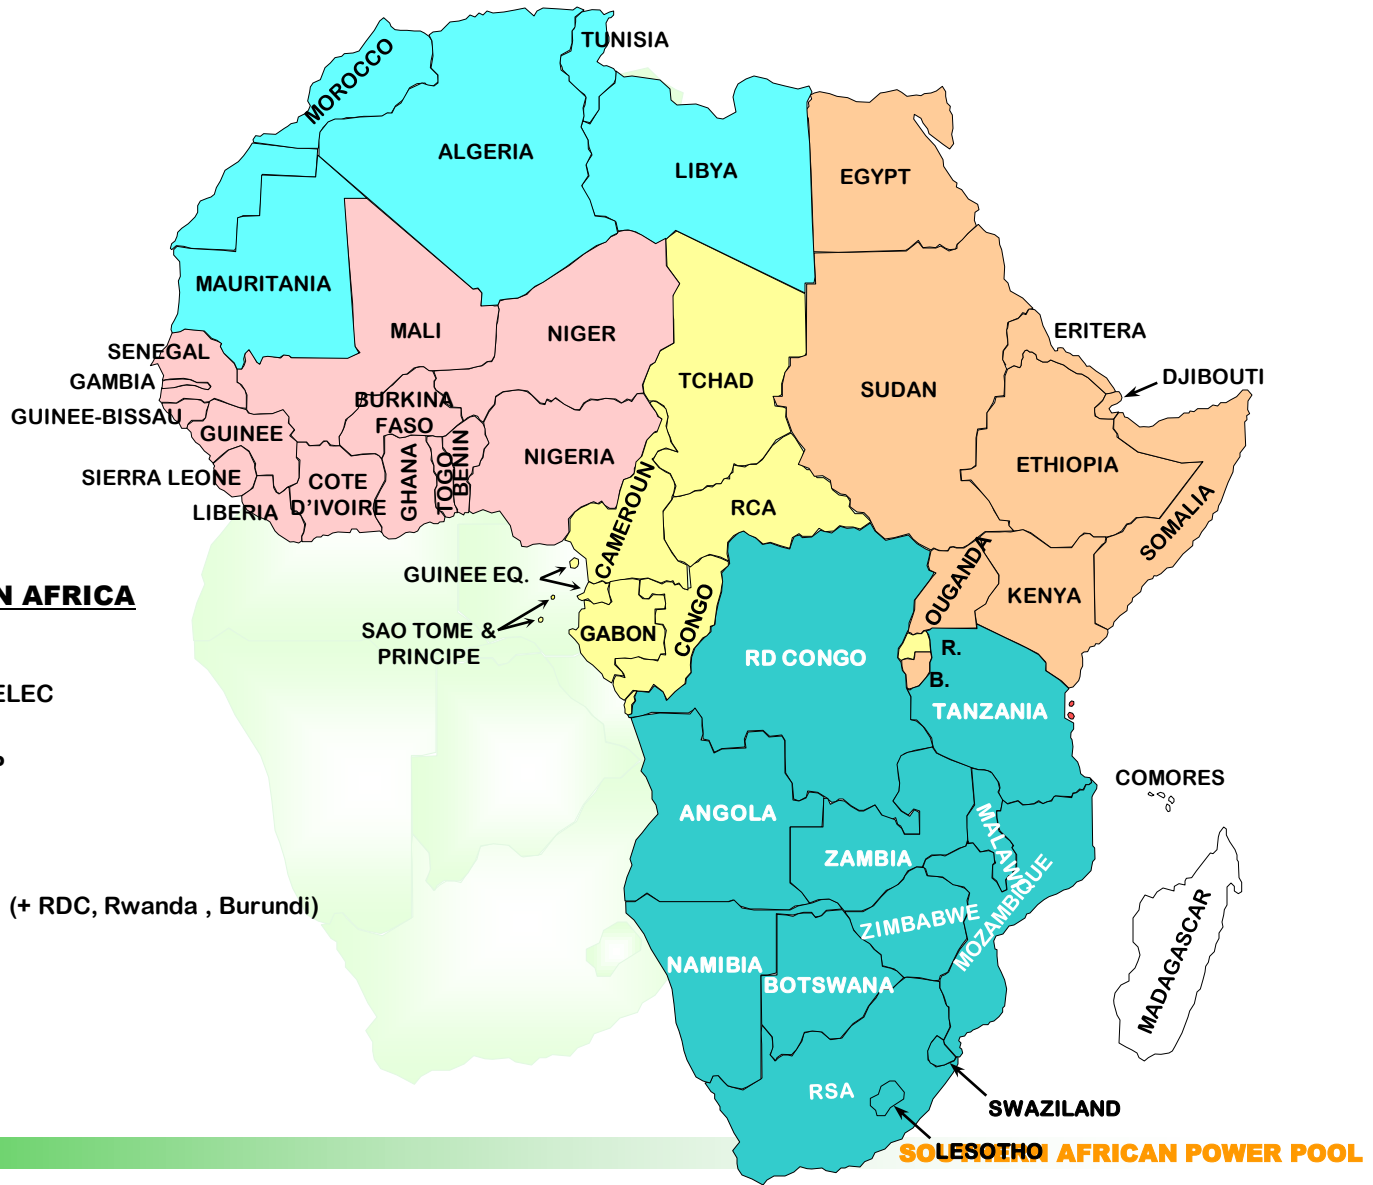 TUNISIA
MOROCCO
ALGERIA
LIBYA
EGYPT
MAURITANIA
MALI
NIGER
ERITERA
SENEGAL
TCHAD
SUDAN
DJIBOUTI
GAMBIA
BURKINA
FASO
GUINEE-BISSAU
GUINEE
NIGERIA
ETHIOPIA
SIERRA LEONE
COTE
D’IVOIRE
GHANA
TOGO
BENIN
LIBERIA
CAMEROUN
RCA
SOMALIA
GUINEE EQ.
OUGANDA
KENYA
N AFRICA
SAO TOME &
PRINCIPE
GABON
CONGO
RD CONGO
R.
B.
ELEC
TANZANIA
P
COMORES
ANGOLA
MALAWI
ZAMBIA
(+ RDC, Rwanda , Burundi)
ZIMBABWE
MOZAMBIQUE
MADAGASCAR
NAMIBIA
BOTSWANA
RSA
SWAZILAND
LESOTHO
SOUTHERN AFRICAN POWER POOL